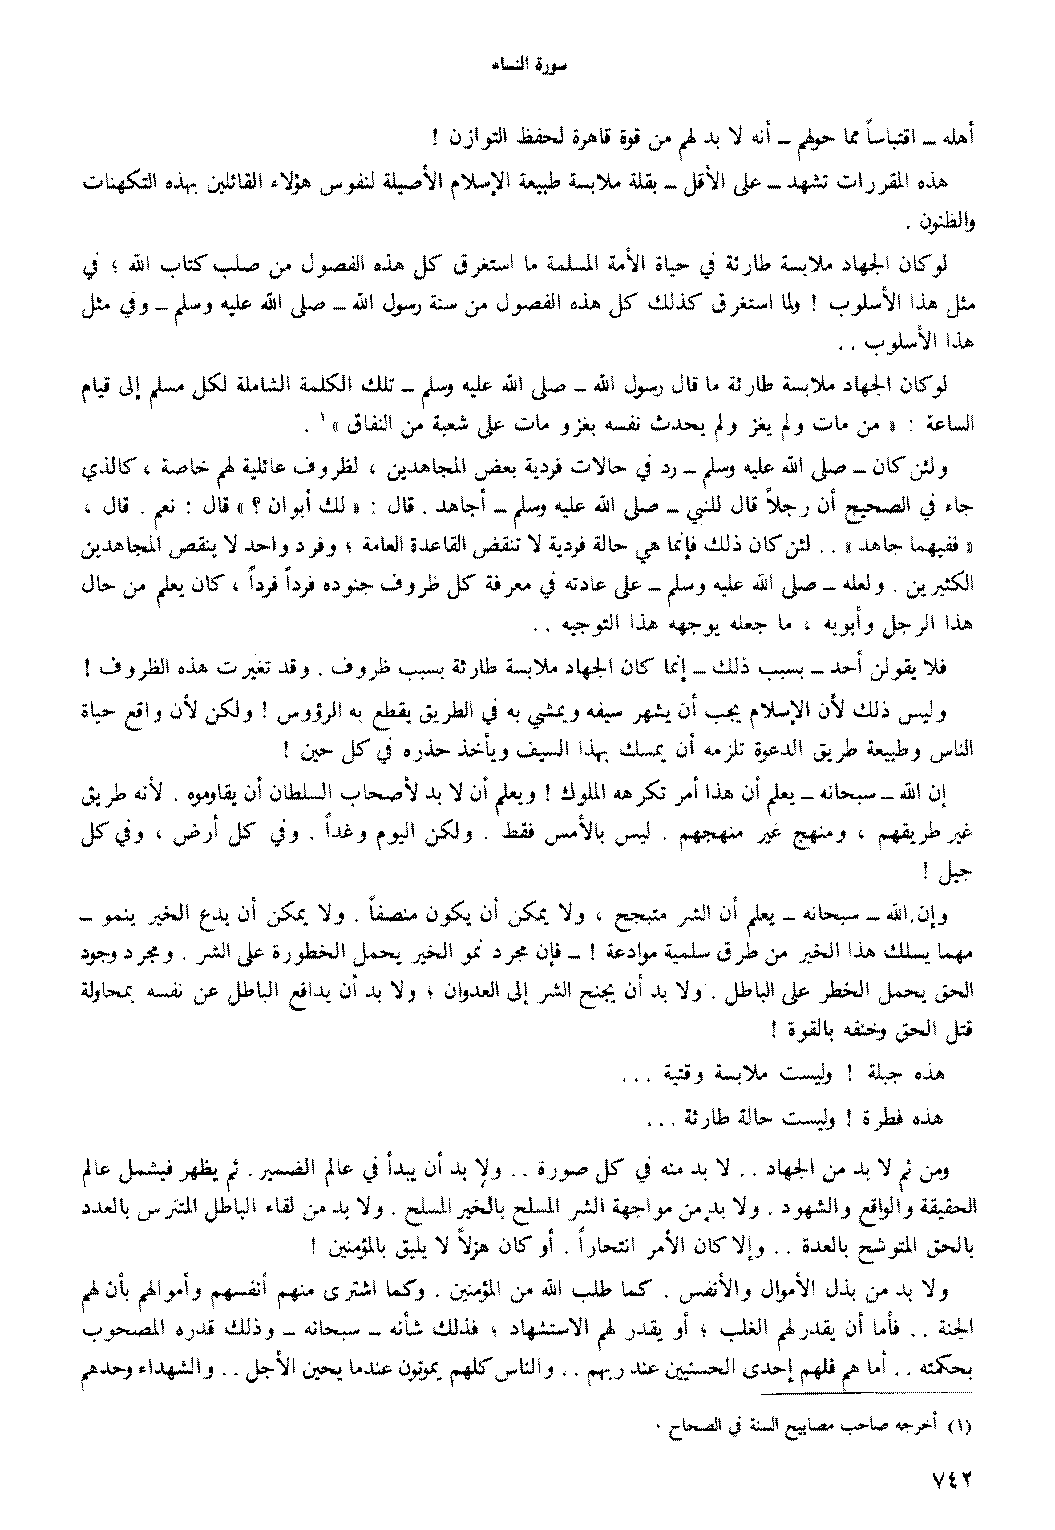 سورة النساء
أهله – اقتباساً مما حولهم – أنه لا بد لهم من قوة قاهرة لحفظ التوازن !
هذه المقررات تشهد – على الأقل – بقلة ملابسة طبيعة الإسلام الأصيلة لنفوس هؤلاء القائلين بهذه التكهنات
والظنون .
لو كان الجهاد ملابسة طارئة في حياة الأمة المسلمة ما استغرق كل هذه الفصول من صلب كتاب الله ؛ في
مثل هذا الأسلوب ! ولما استغرق كذلك كل هذه الفصول من سنة رسول الله – صلى الله عليه وسلم – وفي مثل
هذا الأسلوب . .
لو كان الجهاد ملابسة طارئة ما قال رسول الله – صلى الله عليه وسلم – تلك الكلمة الشاملة لكل مسلم إلى قيام
الساعة : « من مات ولم يغز ولم يحدث نفسه بغزو مات على شعبة من النفاق » ١ .
ولئن كان – صلى الله عليه وسلم – رد في حالات فردية بعض المجاهدين ، لظروف عائلية لهم خاصة ، كالذي
جاء في الصحيح أن رجلاً قال للنبي – صلى الله عليه وسلم – أجاهد . قال : « لك أبوان ؟ » قال : نعم . قال ،
« ففيهما جاهد » . . لئن كان ذلك فإنما هي حالة فردية لا تنقض القاعدة العامة ؛ وفرد واحد لا ينقص المجاهدين
الكثيرين . ولعله – صلى الله عليه وسلم – على عادته في معرفة كل ظروف جنوده فرداً فرداً ، كان يعلم من حال
هذا الرجل وأبويه ، ما جعله يوجهه هذا التوجيه . .
فلا يقولن أحد – بسبب ذلك – إنما كان الجهاد ملابسة طارئة بسبب ظروف . وقد تغيرت هذه الظروف !
وليس ذلك لأن الإسلام يجب أن يشهر سيفه ويمشي به في الطريق يقطع به الرؤوس ! ولكن لأن واقع حياة
الناس وطبيعة طريق الدعوة تلزمه أن يمسك بهذا السيف ويأخذ حذره في كل حين !
إن الله – سبحانه – يعلم أن هذا أمر تكرهه الملوك ! ويعلم أن لا بد لأصحاب السلطان أن يقاوموه . لأنه طريق
غير طريقهم ، ومنهج غير منهجهم . ليس بالأمس فقط . ولكن اليوم وغداً . وفي كل أرض ، وفي كل
جيل !
وإن الله – سبحانه – يعلم أن الشر متبجح ، ولا يمكن أن يكون منصفاً . ولا يمكن أن يدع الخير ينمو –
مهما يسلك هذا الخير من طرق سلمية موادعة ! – فإن مجرد نمو الخير يحمل الخطورة على الشر . ومجرد وجود
الحق يحمل الخطر على الباطل . ولا بد أن يجنح الشر إلى العدوان ؛ ولا بد أن يدافع الباطل عن نفسه بمحاولة
قتل الحق وخنقه بالقوة !
هذه جبلة ! وليست ملابسة وقتية ...
هذه فطرة ! وليست حالة طارئة ...
ومن ثم لا بد من الجهاد . . لا بد منه في كل صورة . . ولا بد أن يبدأ في عالم الضمير . ثم يظهر فيشمل عالم
الحقيقة والواقع والشهود . ولا بد من مواجهة الشر المسلح بالخير المسلح . ولا بد من لقاء الباطل المتترس بالعدد
بالحق المتوشح بالعدة . . وإلا كان الأمر انتحاراً . أو كان هزلاً لا يليق بالمؤمنين !
ولا بد من بذل الأموال والأنفس . كما طلب الله من المؤمنين . وكما اشترى منهم أنفسهم وأموالهم بأن لهم
الجنة . . فأما أن يقدر لهم الغلب ؛ أو يقدر لهم الاستشهاد ؛ فذلك شأنه – سبحانه – وذلك قدره المصحوب
بحكمته . . أما هم فلهم إحدى الحسنيين عند ربهم . . والناس كلهم يموتون عندما يحين الأجل . . والشهداء وحدهم
(١) أخرجه صاحب مصابيح السنة في الصحاح .
٧٤٢